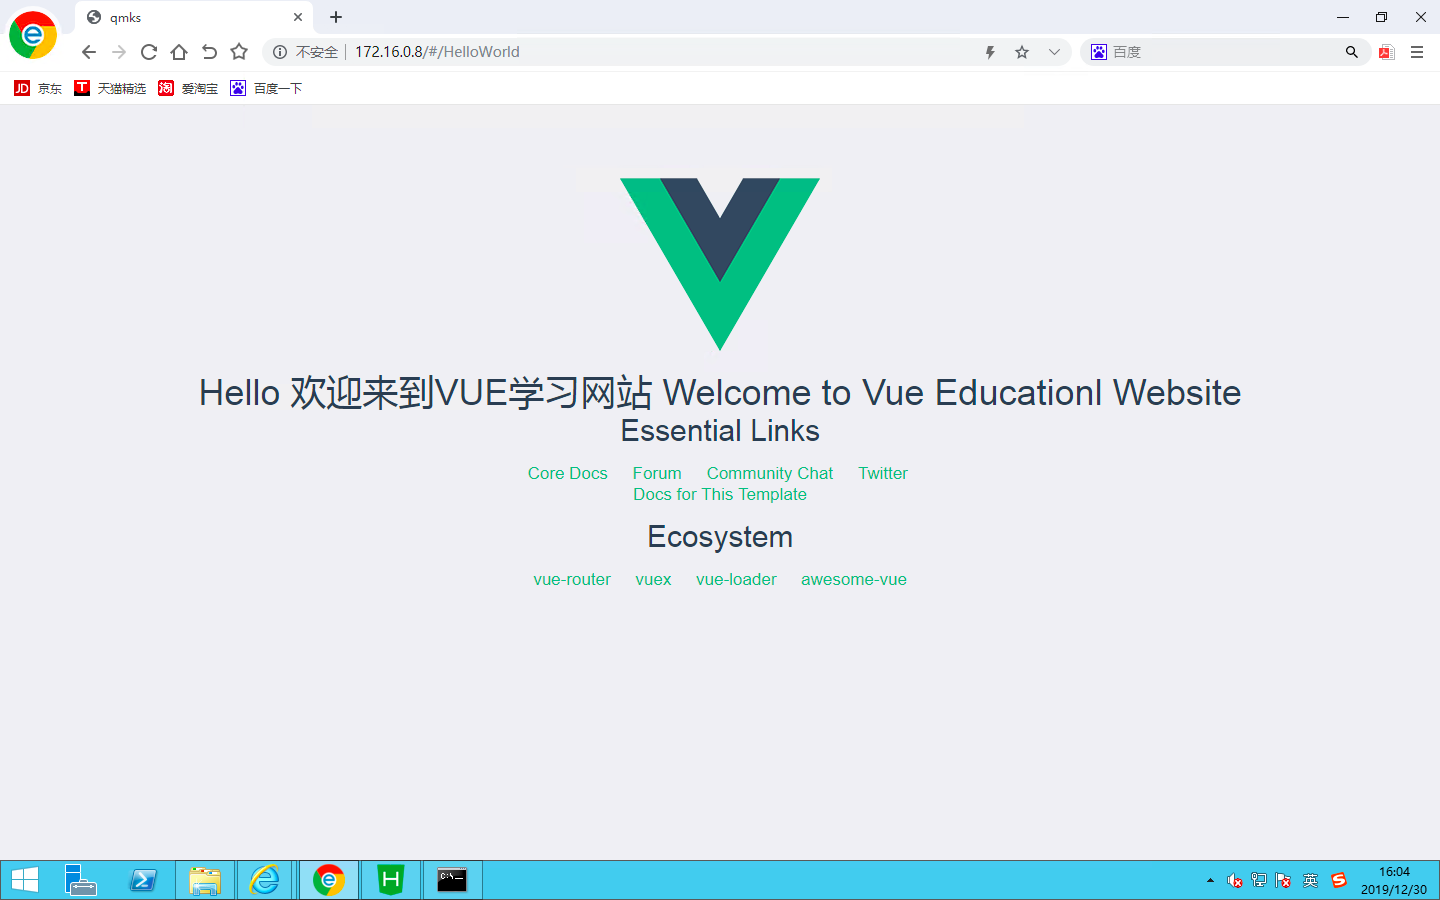 qmks
不安全 172.16.0.8/#/HelloWorld
百度
JD 京东 T 天猫精选 淘 爱淘宝 百度一下
Hello 欢迎来到VUE学习网站 Welcome to Vue Educationl Website
Essential Links
Core Docs Forum Community Chat Twitter
Docs for This Template
Ecosystem
vue-router vuex vue-loader awesome-vue
H
C:\_
英
16:04
2019/12/30